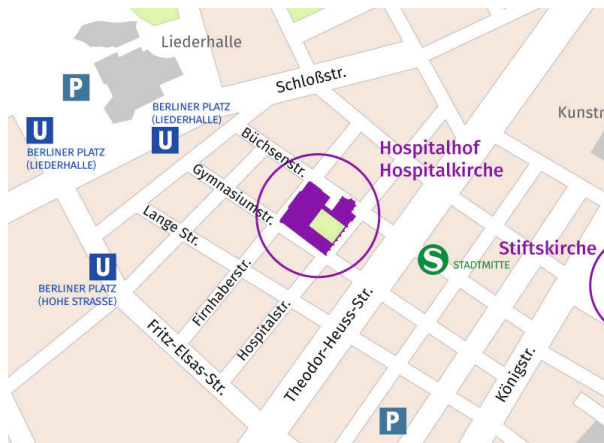 Liederhalle
P
Schloßstr.
BERLINER PLATZ
(LIEDERHALLE)
U
U
BERLINER PLATZ
(LIEDERHALLE)
Kunstr
Büchsenstr.
Hospitalhof
Hospitalkirche
Gymnasiumstr.
Lange Str.
Stiftskirche
S
STADTMITTE
U
BERLINER PLATZ
(HOHE STRASSE)
Firnhaberstr.
Hospitalstr.
Theodor-Heuss-Str.
Fritz-Elsas-Str.
Königstr.
P